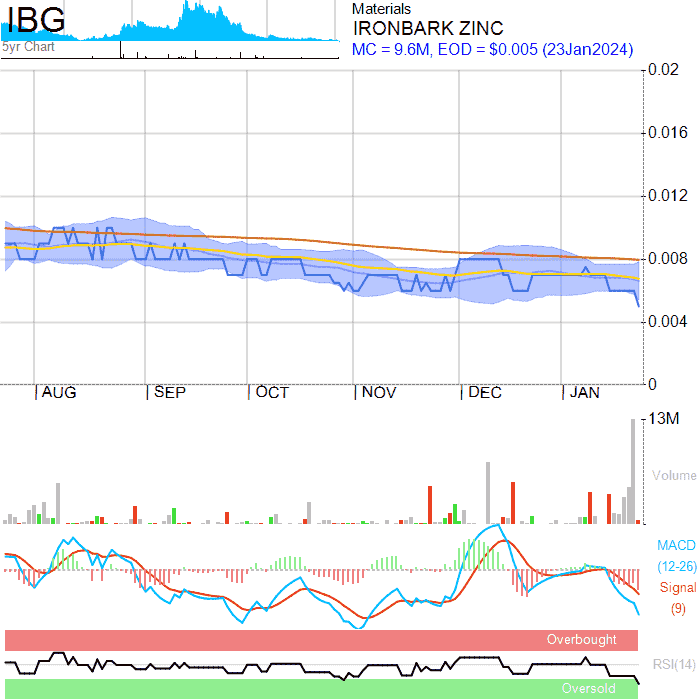 IBG
5yr Chart
Materials
IRONBARK ZINC
MC = 9.6M, EOD = $0.005 (23Jan2024)
0.02
0.016
0.012
0.008
0.004
0
AUG SEP OCT NOV DEC JAN
13M
Volume
MACD
(12-26)
Signal
(9)
Overbought
RSI(14)
Oversold